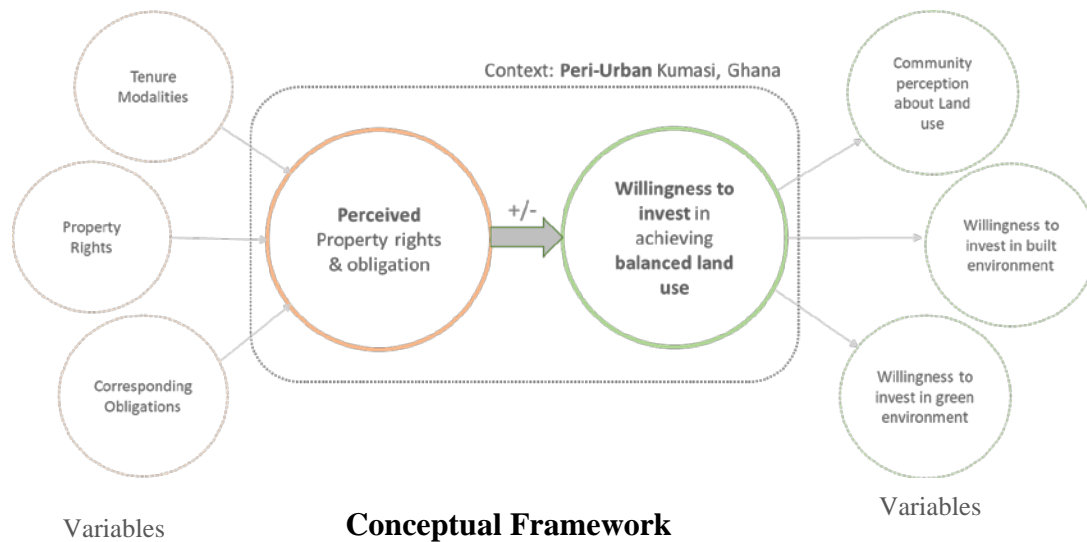 Context: Peri-Urban Kumasi, Ghana
Tenure
Modalities
Property
Rights
Corresponding
Obligations
Perceived
Property rights
& obligation
+/-
Willingness to
invest in
achieving
balanced land
use
Community
perception
about Land
use
Willingness to
invest in built
environment
Willingness to
invest in green
environment
Variables
Conceptual Framework
Variables